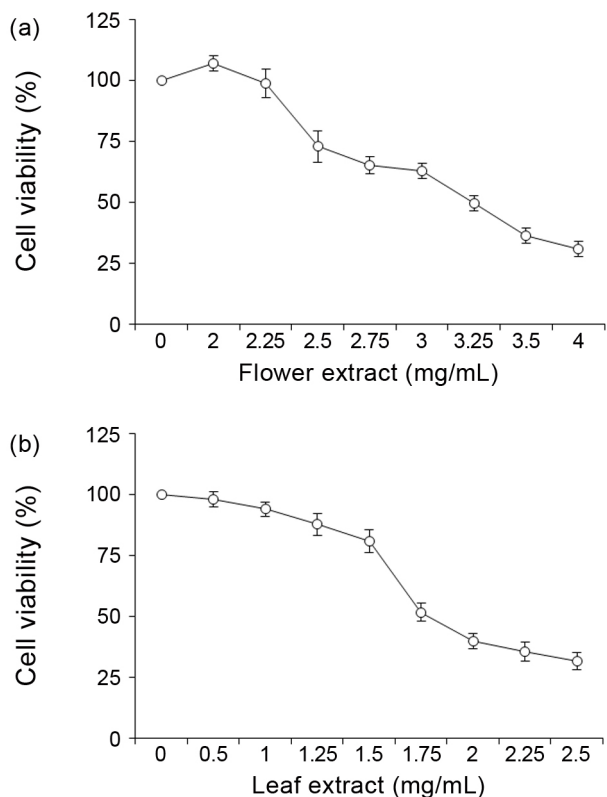 (a)
Cell viability (%)
125
100
75
50
25
0
0 2 2.25 2.5 2.75 3 3.25 3.5 4
Flower extract (mg/mL)
(b)
Cell viability (%)
125
100
75
50
25
0
0 0.5 1 1.25 1.5 1.75 2 2.25 2.5
Leaf extract (mg/mL)